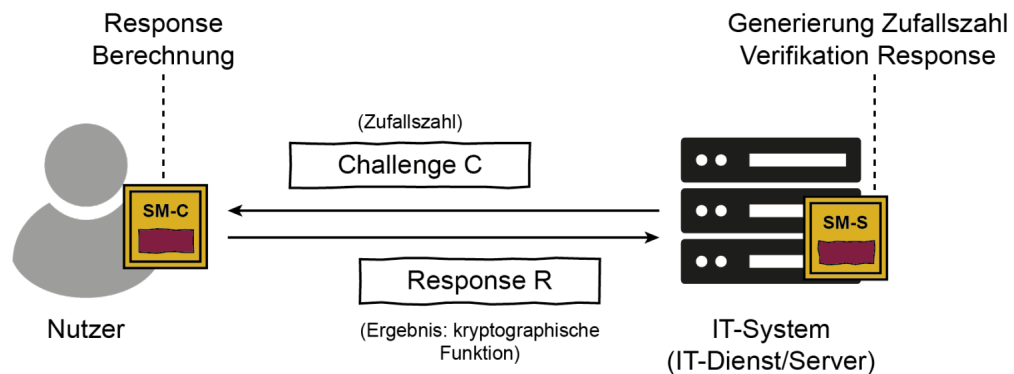 Response
Berechnung
Generierung Zufallszahl
Verifikation Response
(Zufallszahl)
Challenge C
SM-C
SM-S
Response R
(Ergebnis: kryptographische
Funktion)
Nutzer
IT-System
(IT-Dienst/Server)